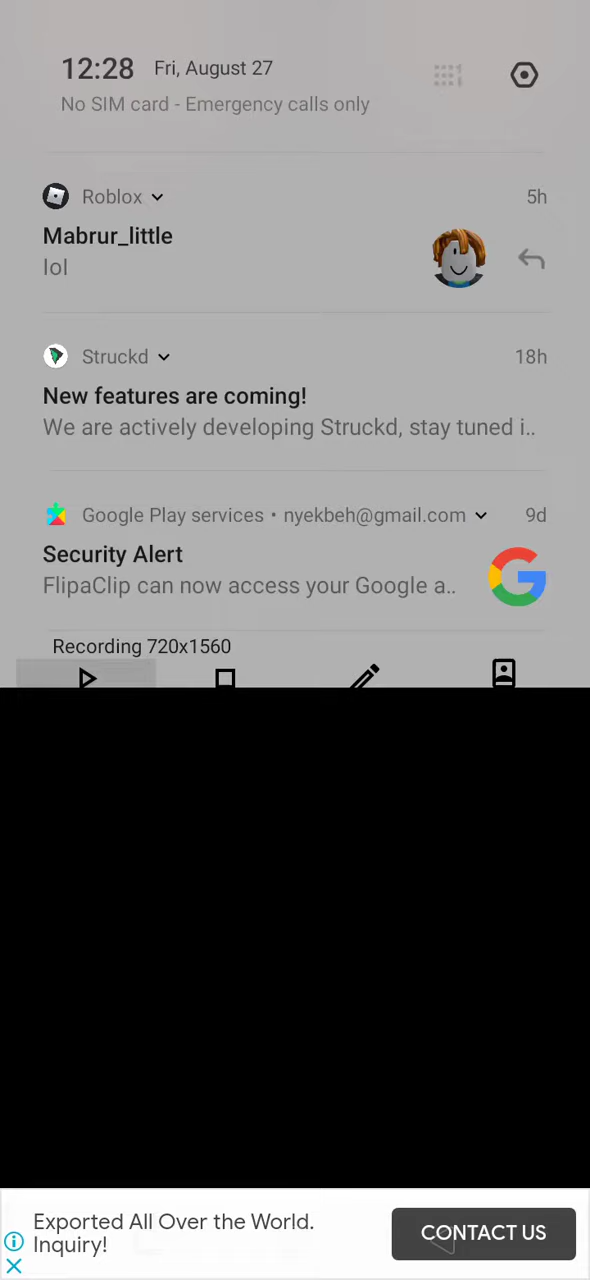 12:28 Fri, August 27
No SIM card - Emergency calls only
Roblox 5h
Mabrur_little
lol
Struckd 18h
New features are coming!
We are actively developing Struckd, stay tuned i..
Google Play services • nyekbeh@gmail.com 9d
Security Alert
FlipaClip can now access your Google a..
Recording 720x1560
Exported All Over the World.
Inquiry!
CONTACT US